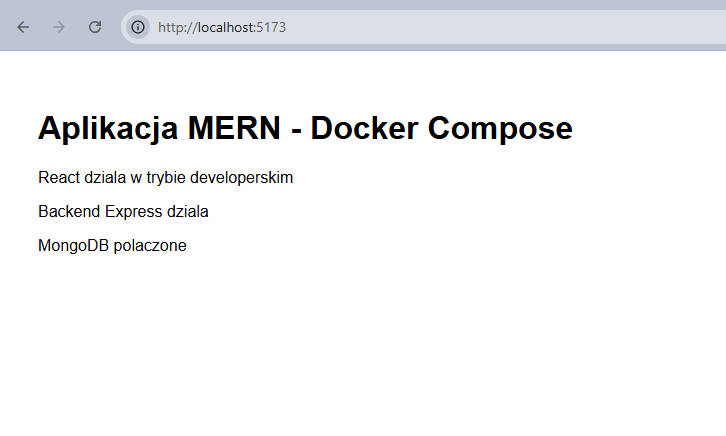 http://localhost:5173
Aplikacja MERN - Docker Compose
React dziala w trybie developerskim
Backend Express dziala
MongoDB polaczone